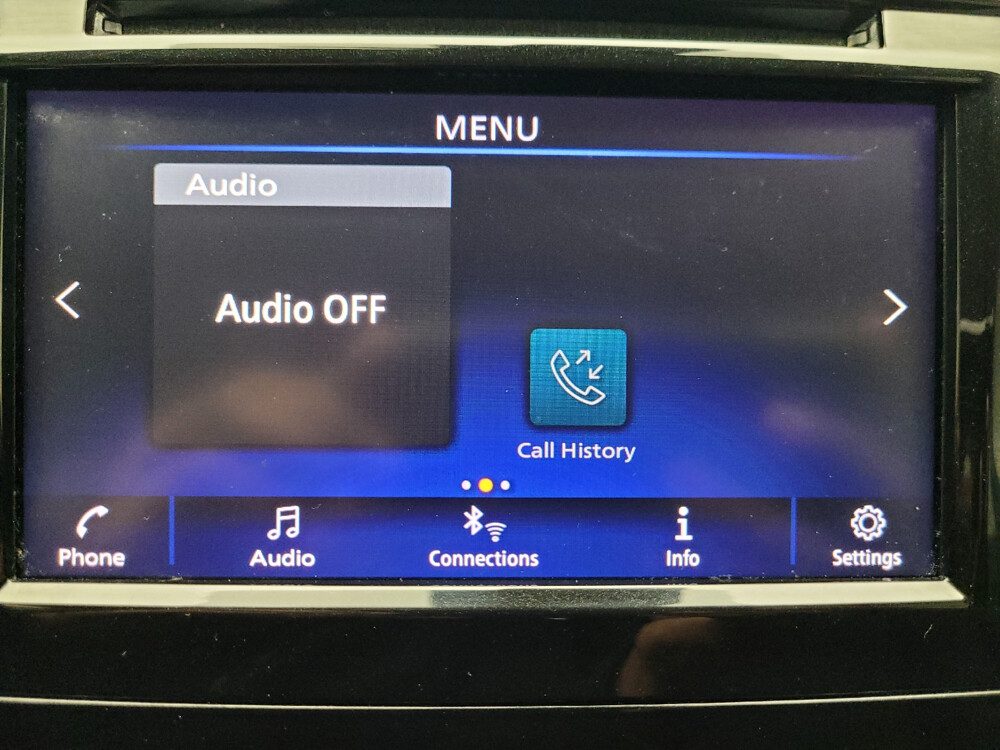 MENU
Audio
Audio OFF
Call History
Phone
Audio
Connections
Info
Settings